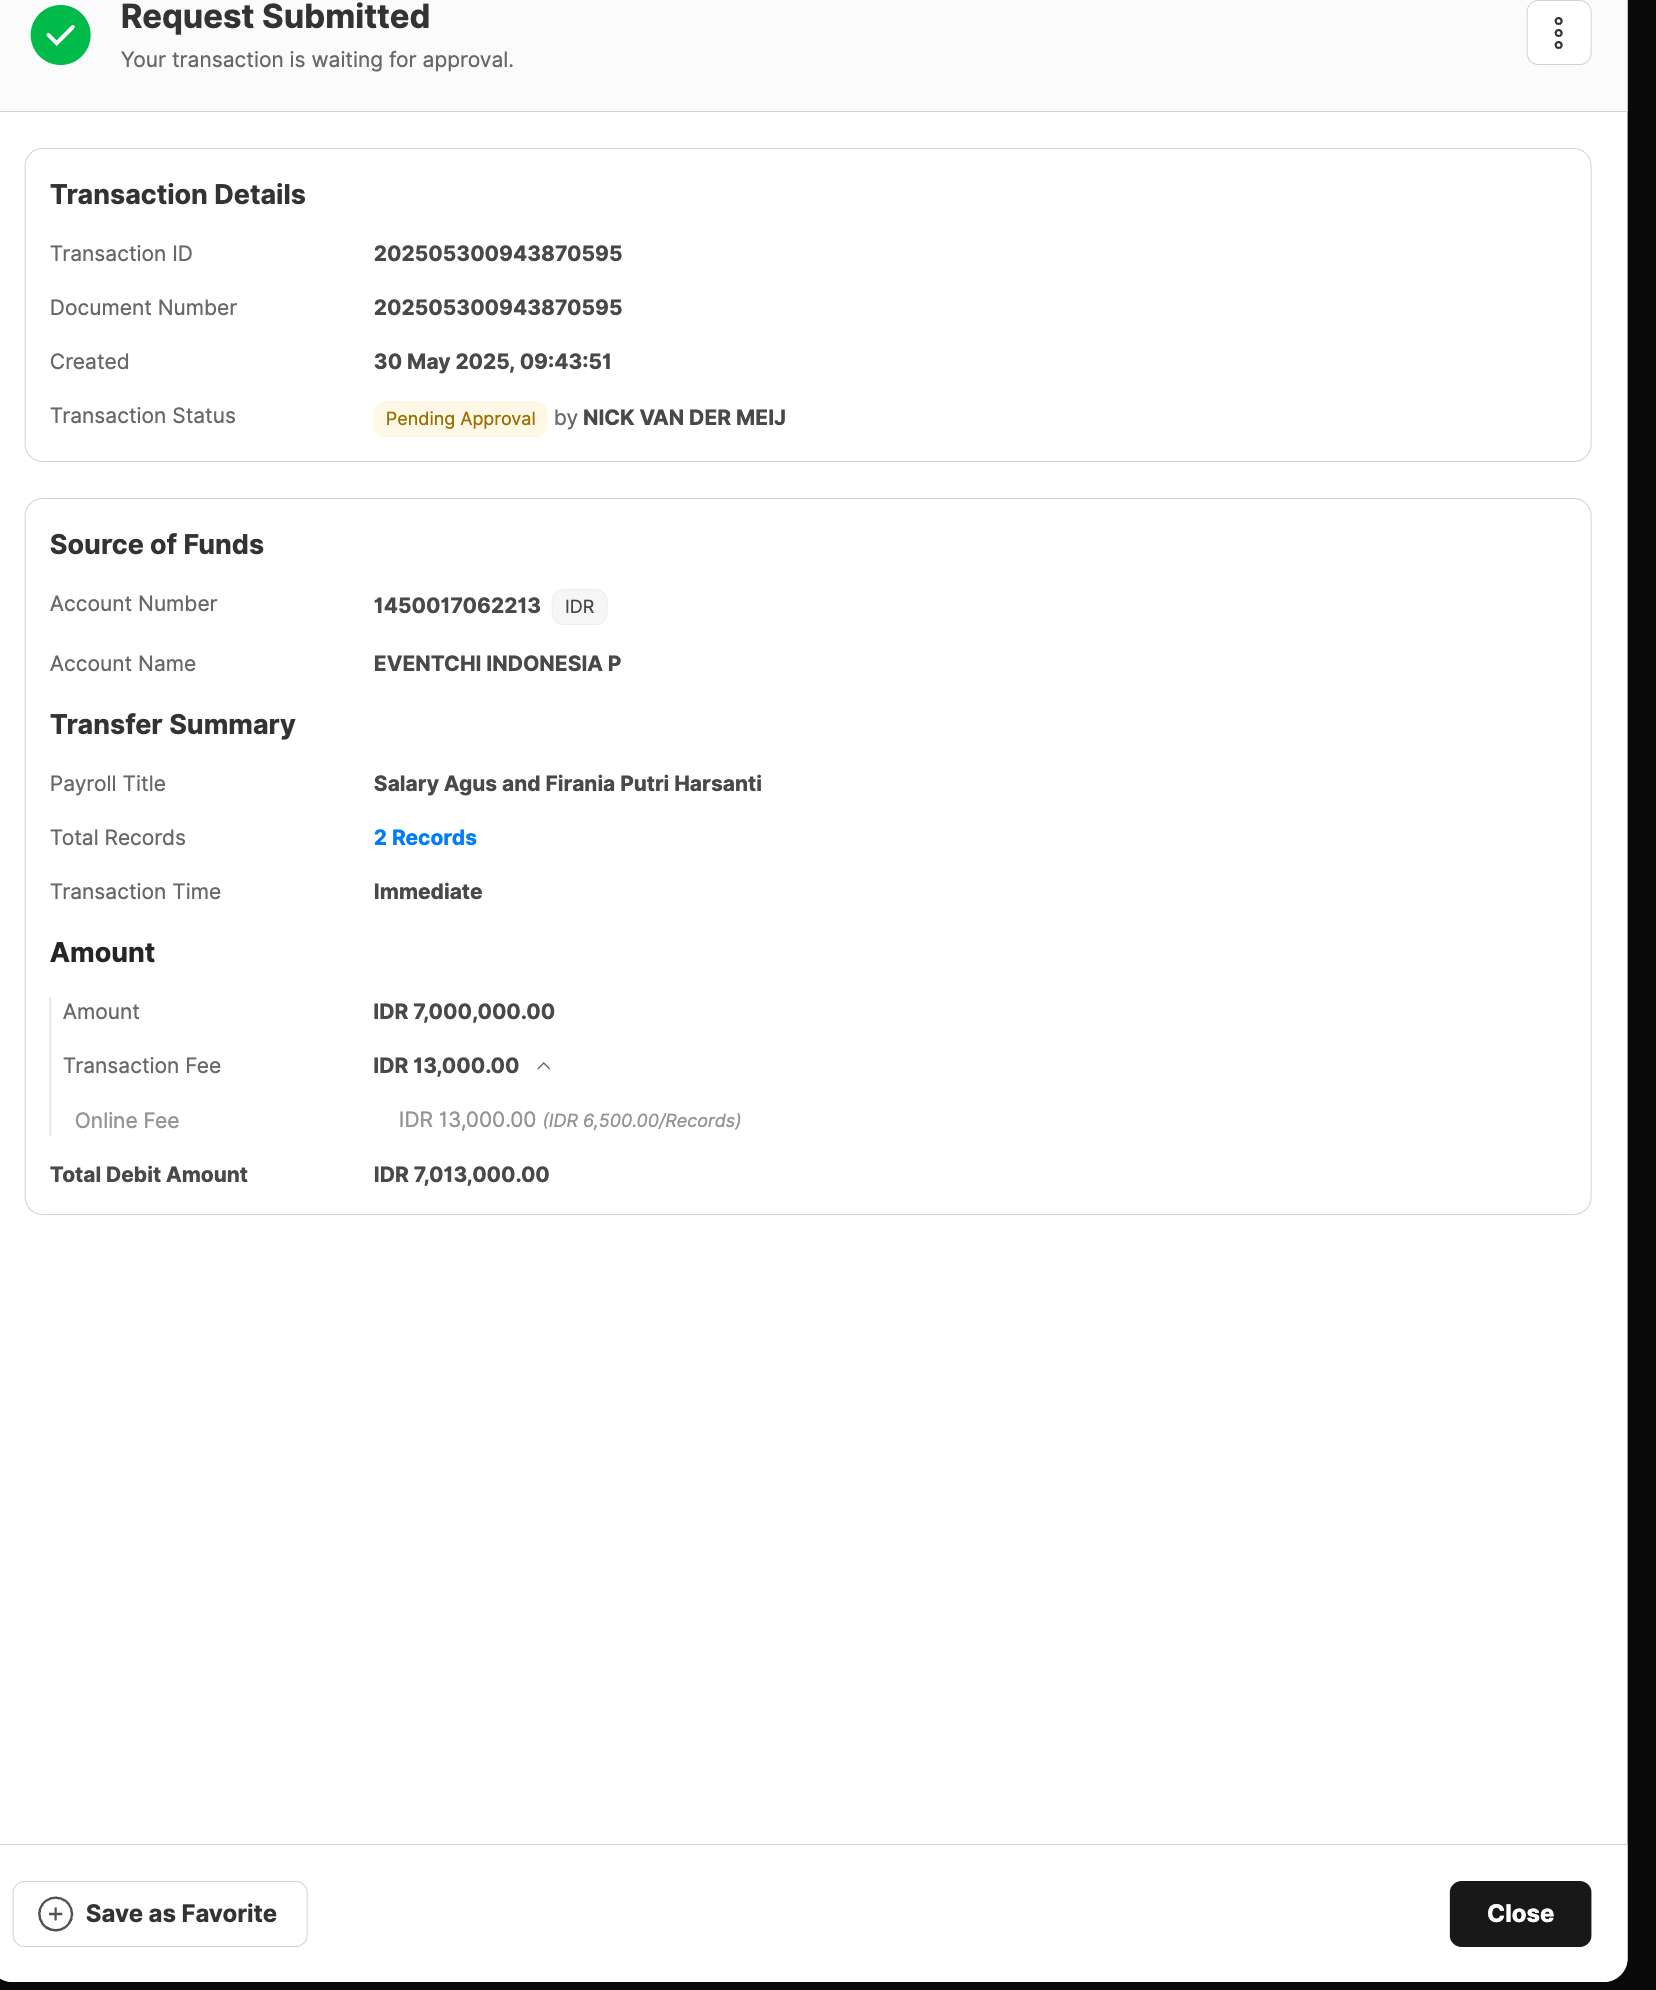 Request Submitted
Your transaction is waiting for approval.
Transaction Details
Transaction ID 202505300943870595
Document Number 202505300943870595
Created 30 May 2025, 09:43:51
Transaction Status Pending Approval by NICK VAN DER MEIJ
Source of Funds
Account Number 1450017062213 IDR
Account Name EVENTCHI INDONESIA P
Transfer Summary
Payroll Title Salary Agus and Firania Putri Harsanti
Total Records 2 Records
Transaction Time Immediate
Amount
Amount IDR 7,000,000.00
Transaction Fee IDR 13,000.00
Online Fee IDR 13,000.00 (IDR 6,500.00/Records)
Total Debit Amount IDR 7,013,000.00
Save as Favorite
Close